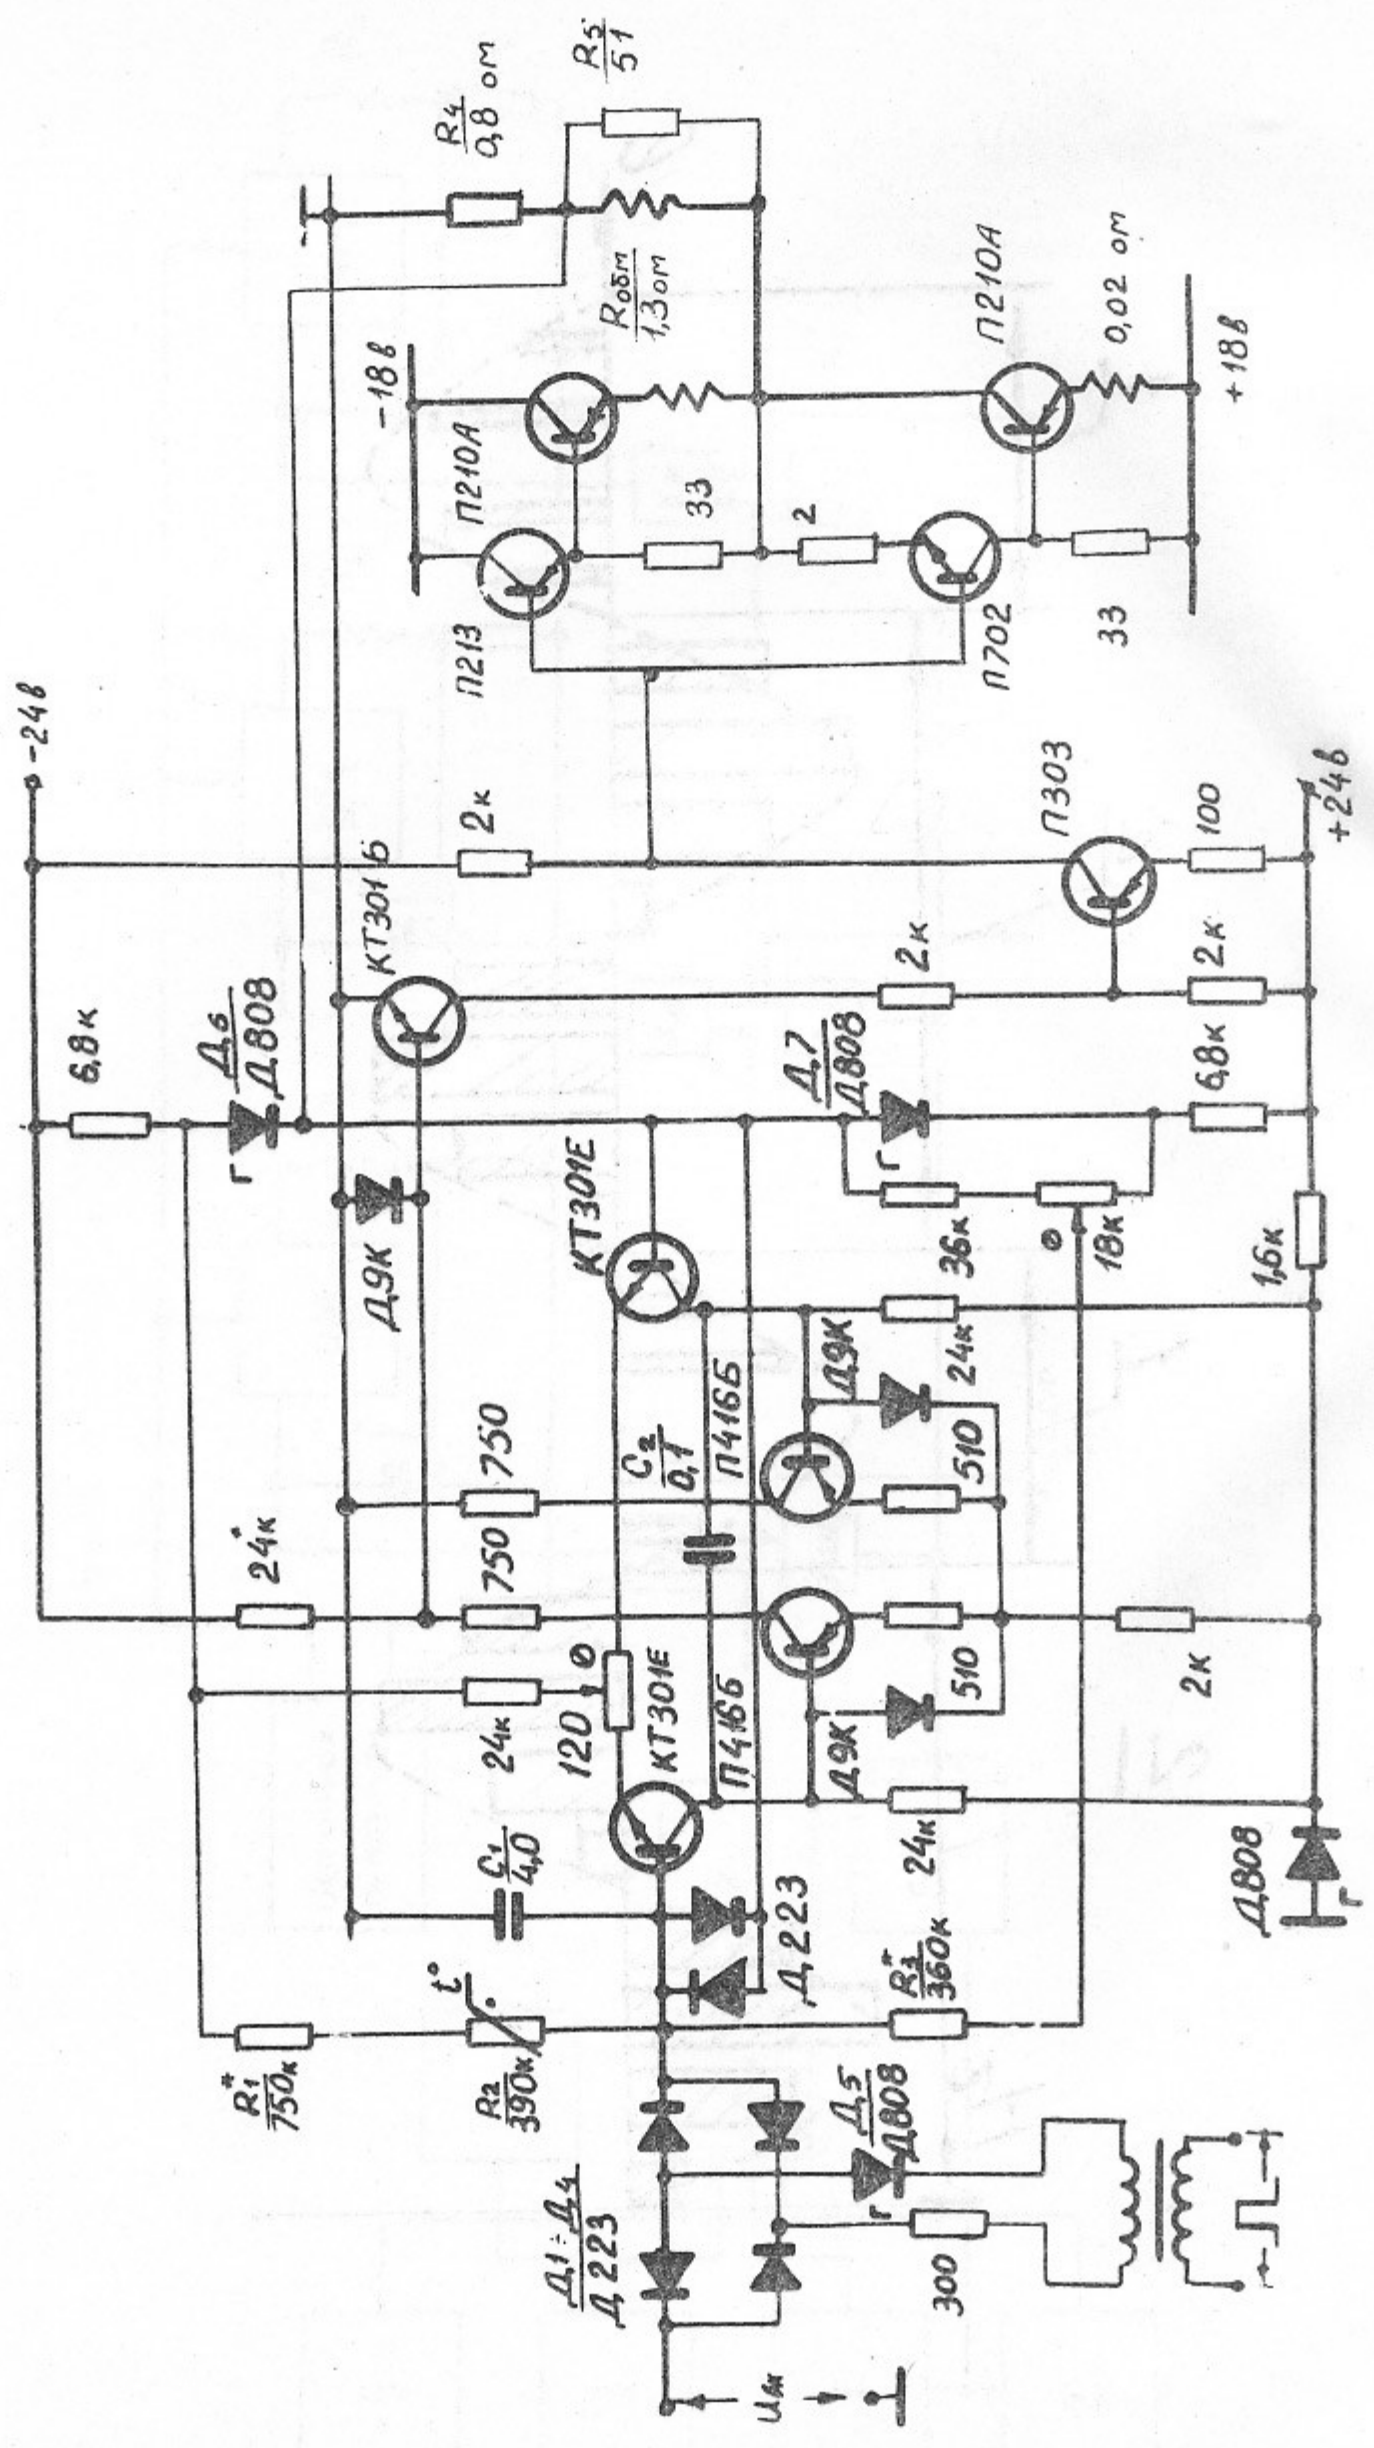 -24в
6,8к
Д6
Д808
г
КТ301Б
2к
-18в
R4
0,8 ом
R5
51
Rобм
1,3ом
П210А
П213
33
2
П702
33
П210А
0,02 ом
+18в
П303
100
+24в
2к
2к
Д7
Д808
г
6,8к
36к
18к
1,6к
Д9К
КТ301Е
24к*
750
750
C2
0,1
П416Б
Д9К
24к
510
24к
120
КТ301Е
П416Б
Д9К
510
2к
24к
C1
4,0
Д223
Д808
г
R1*
750к
t°
R2
390к
R3*
360к
Д1÷Д4
Д223
Д5
Д808
г
300
Uвх